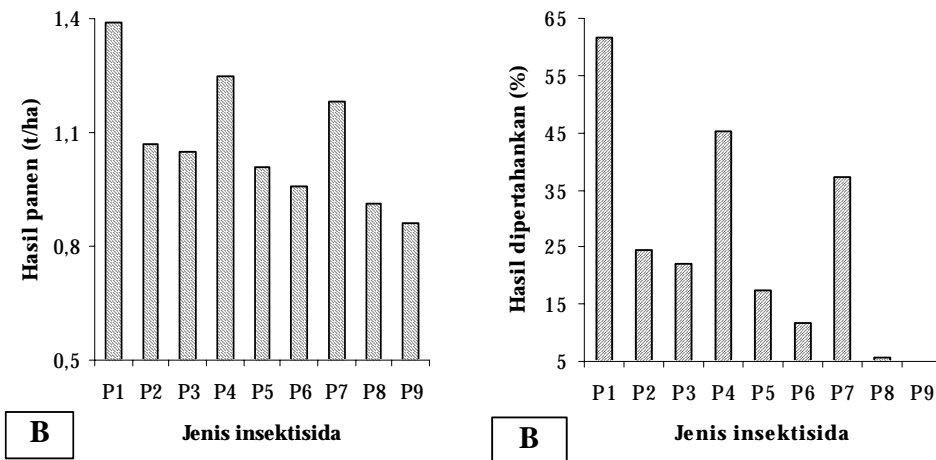 1,4
1,1
0,8
0,5
Hasil panen (t/ha)
P1 P2 P3 P4 P5 P6 P7 P8 P9
Jenis insektisida
B
65
55
45
35
25
15
5
Hasil dipertahankan (%)
P1 P2 P3 P4 P5 P6 P7 P8 P9
Jenis insektisida
B